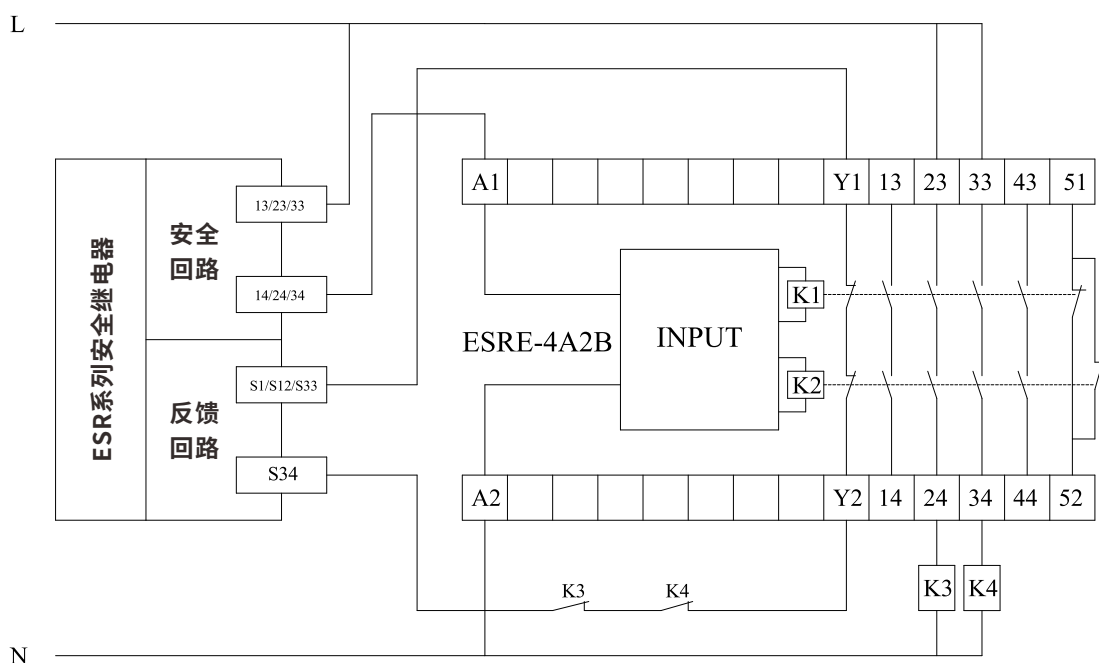 L
A1
Y1 13 23 33 43 51
13/23/33
安全
回路
14/24/34
ESR系列安全继电器
K1
ESRE-4A2B
INPUT
K2
S1/S12/S33
反馈
回路
S34
A2
Y2 14 24 34 44 52
K3 K4
K3 K4
N